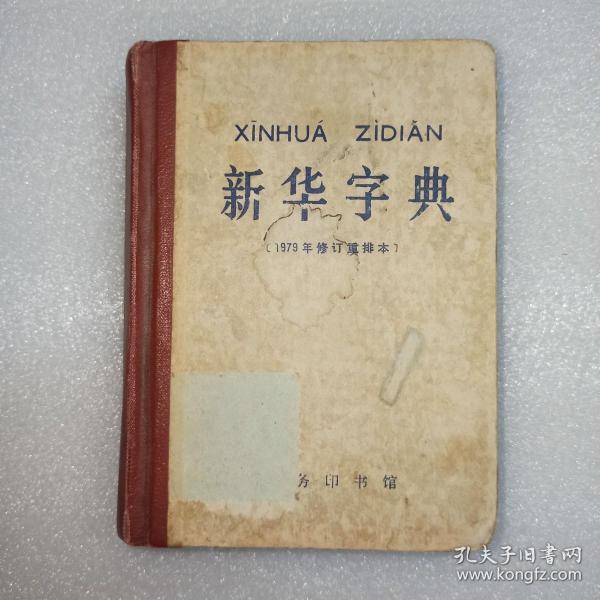 XĪNHUÁ ZÌDIǍN
新华字典
〔1979年修订重排本〕
务印书馆
孔夫子旧书网
www.kongfz.com